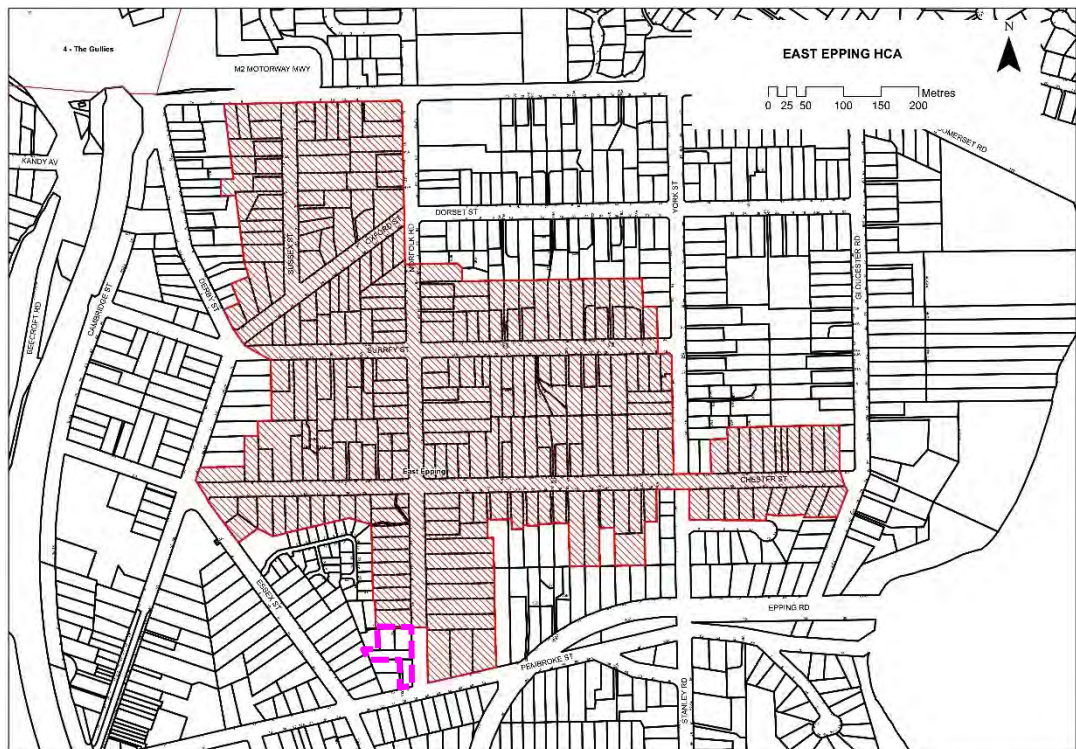 4 - The Gullies
M2 MOTORWAY MWY
EAST EPPING HCA
N
0 25 50 100 150 200 Metres
KANDY AV
SOMERSET RD
DORSET ST
YORK ST
OXFORD ST
SUSSEX ST
NORFOLK RD
GLOUCESTER RD
DERBY ST
CAMBRIDGE ST
BEECROFT RD
SURREY ST
East Epping
CHESTER ST
ESSEX ST
EPPING RD
PEMBROKE ST
STANLEY RD